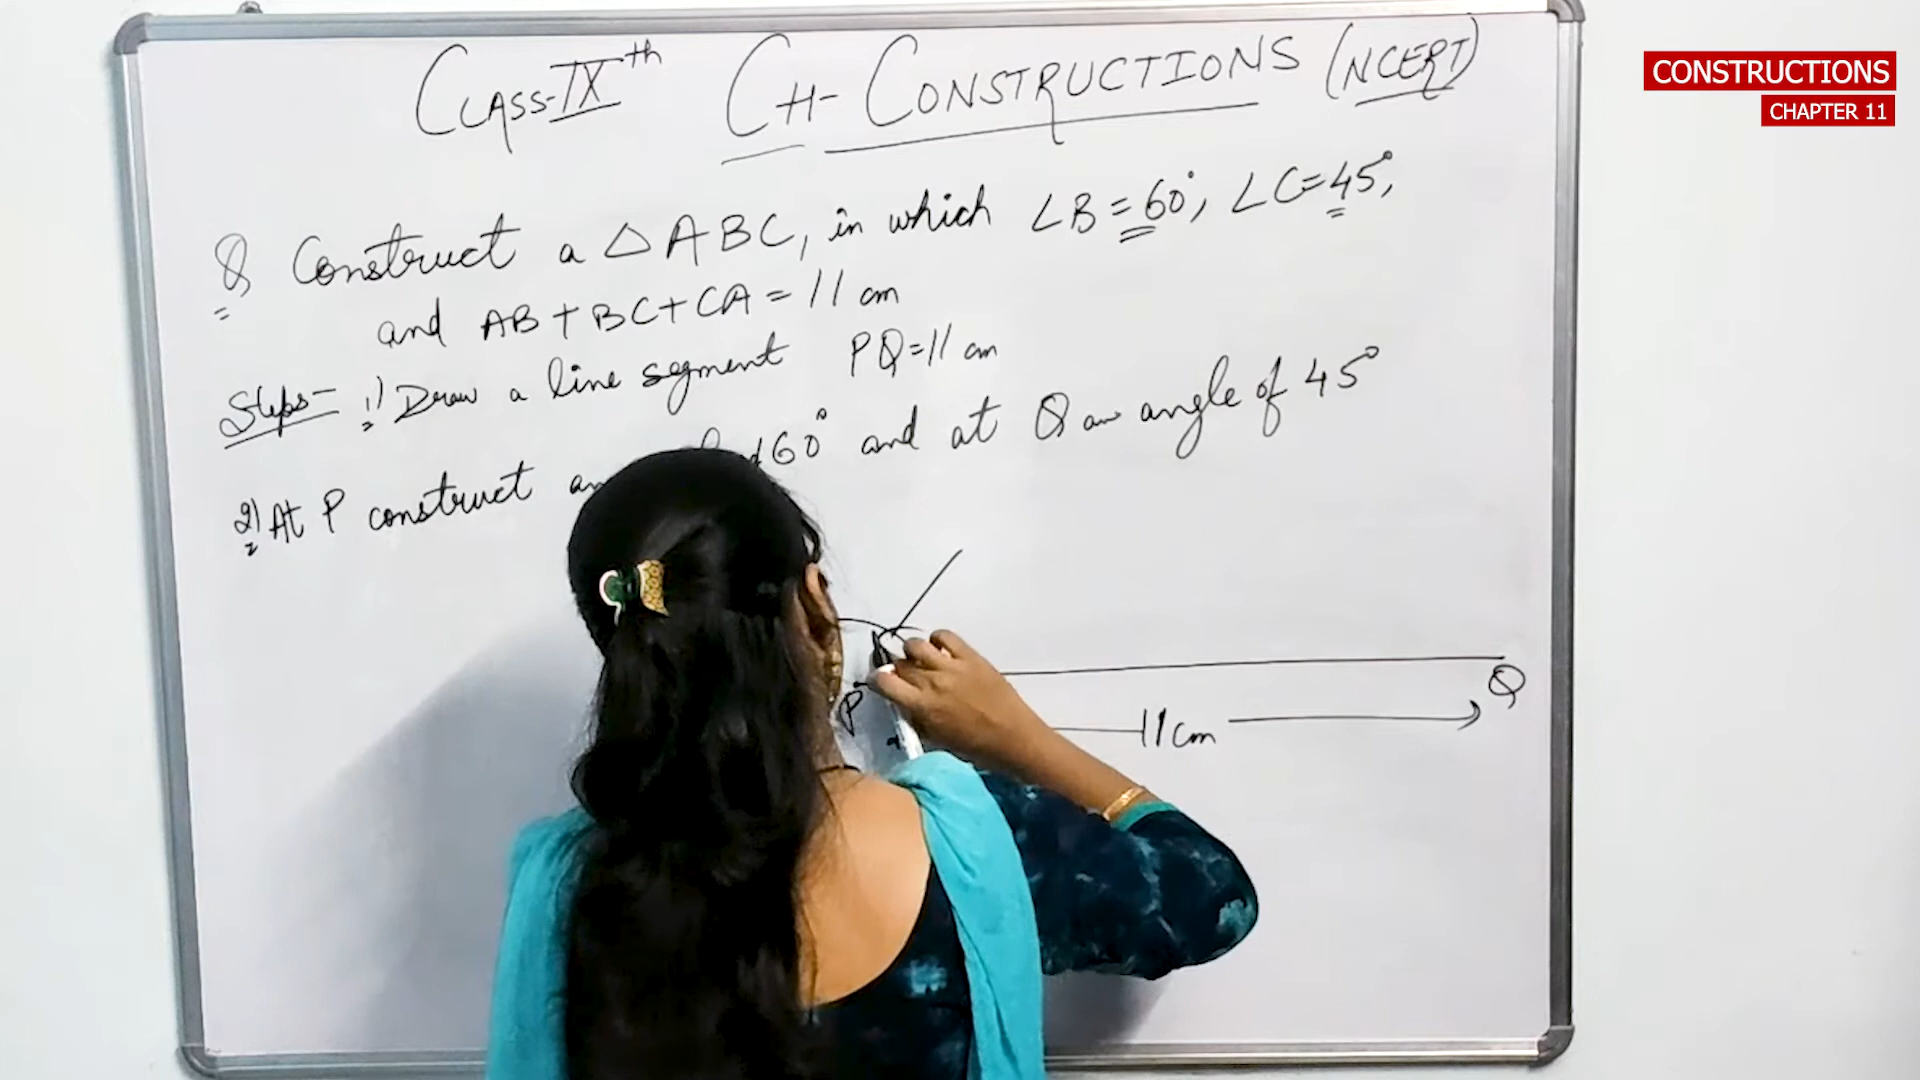 CLASS-IXth CH-CONSTRUCTIONS (NCERT)
CONSTRUCTIONS
CHAPTER 11
Q Construct a △ABC, in which ∠B=60°, ∠C=45°,
and AB+BC+CA=11 cm
Steps- 1) Draw a line segment PQ=11 cm
2) At P construct 60° and at Q an angle of 45°
P Q
11cm